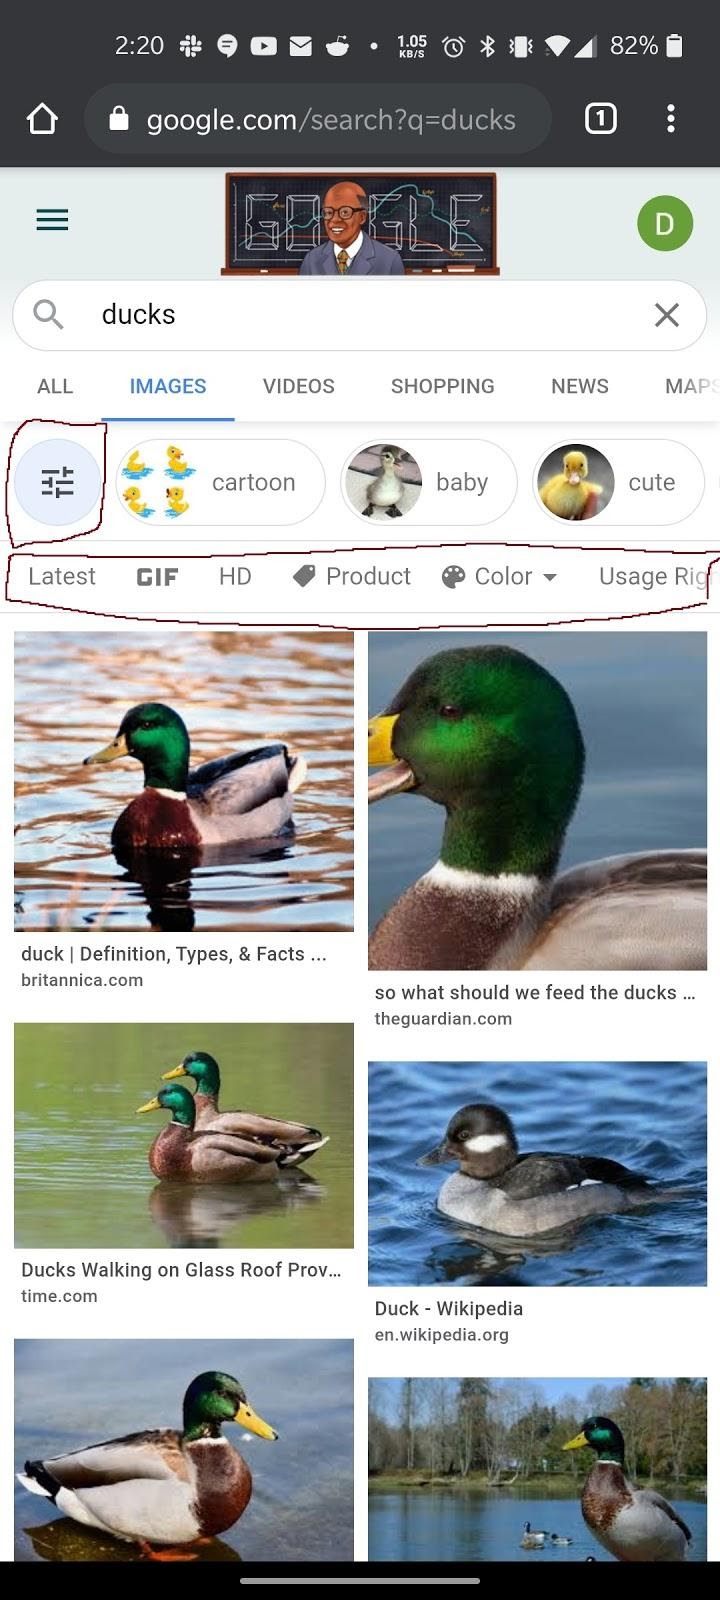 2:20 1.05 KB/S 82%
google.com/search?q=ducks 1
GOOGLE D
ducks
ALL IMAGES VIDEOS SHOPPING NEWS MAPS
cartoon baby cute
Latest GIF HD Product Color Usage Rig
duck | Definition, Types, & Facts ...
britannica.com
so what should we feed the ducks ...
theguardian.com
Ducks Walking on Glass Roof Prov...
time.com
Duck - Wikipedia
en.wikipedia.org